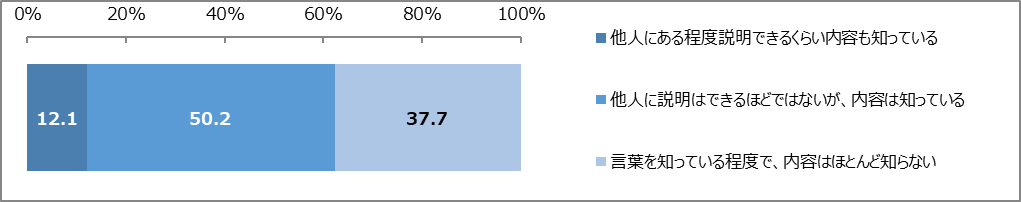 0% 20% 40% 60% 80% 100%
他人にある程度説明できるくらい内容も知っている
12.1 50.2 37.7
他人に説明はできるほどではないが、内容は知っている
言葉を知っている程度で、内容はほとんど知らない